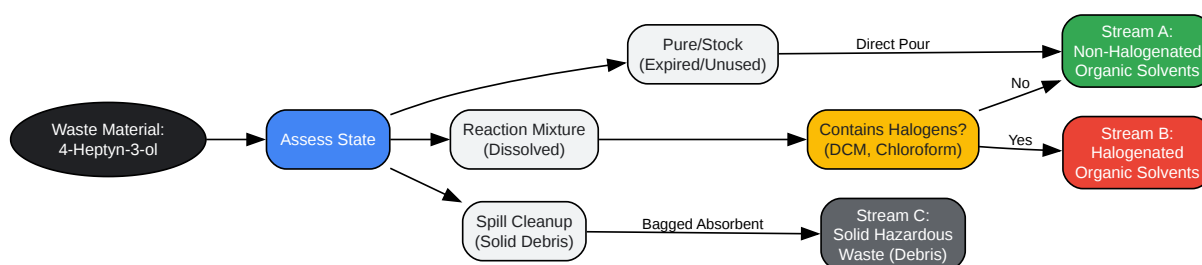 Waste Material:
4-Heptyn-3-ol
Assess State
Pure/Stock
(Expired/Unused)
Direct Pour
Stream A:
Non-Halogenated
Organic Solvents
Reaction Mixture
(Dissolved)
Contains Halogens?
(DCM, Chloroform)
No
Yes
Stream B:
Halogenated
Organic Solvents
Spill Cleanup
(Solid Debris)
Bagged Absorbent
Stream C:
Solid Hazardous
Waste (Debris)